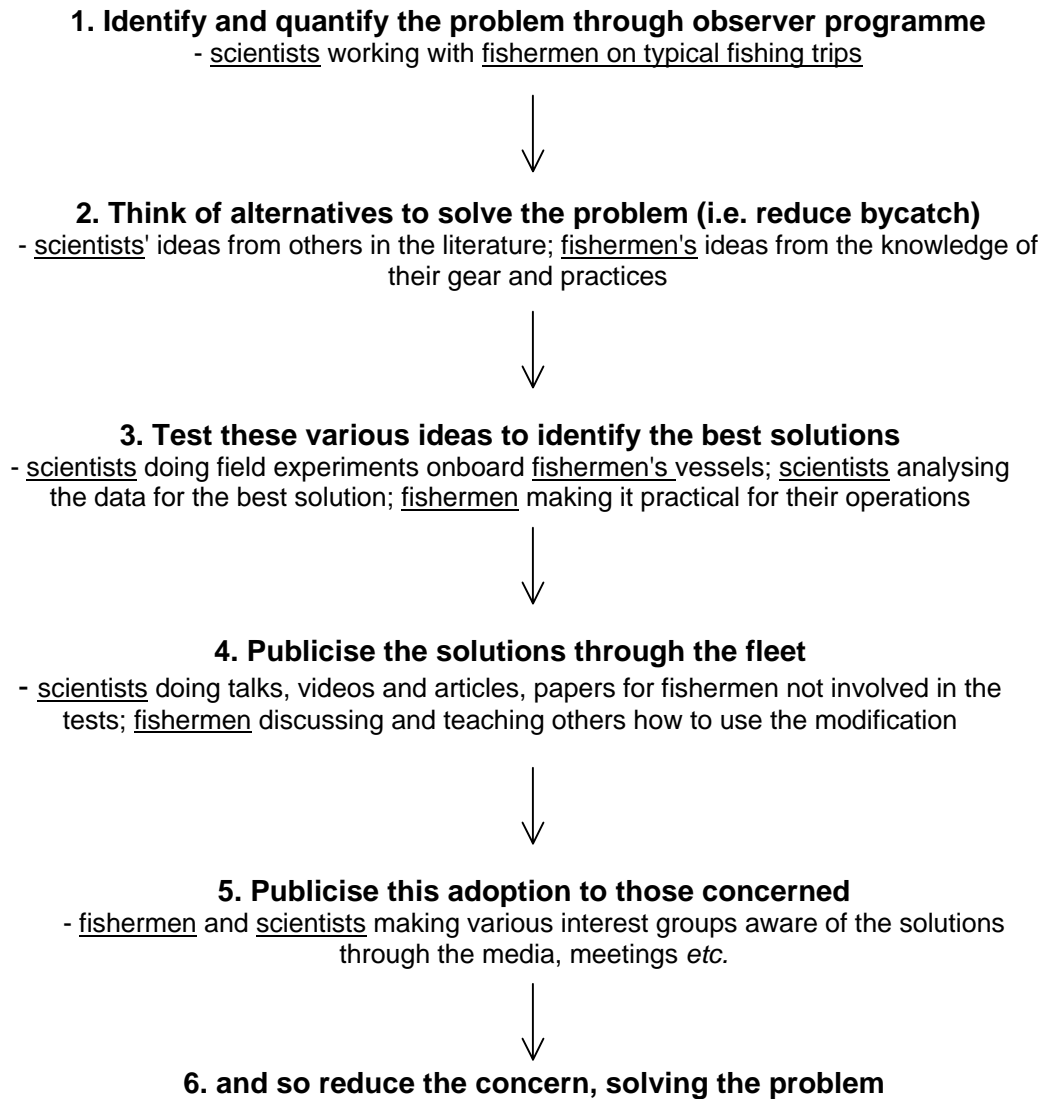 1. Identify and quantify the problem through observer programme
- scientists working with fishermen on typical fishing trips
2. Think of alternatives to solve the problem (i.e. reduce bycatch)
- scientists' ideas from others in the literature; fishermen's ideas from the knowledge of
their gear and practices
3. Test these various ideas to identify the best solutions
- scientists doing field experiments onboard fishermen's vessels; scientists analysing
the data for the best solution; fishermen making it practical for their operations
4. Publicise the solutions through the fleet
- scientists doing talks, videos and articles, papers for fishermen not involved in the
tests; fishermen discussing and teaching others how to use the modification
5. Publicise this adoption to those concerned
- fishermen and scientists making various interest groups aware of the solutions
through the media, meetings etc.
6. and so reduce the concern, solving the problem